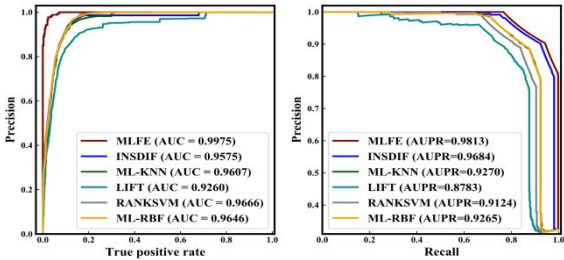 Precision
1.0
0.8
0.6
0.4
0.2
0.0
MLFE (AUC = 0.9975)
INSDIF (AUC = 0.9575)
ML-KNN (AUC = 0.9607)
LIFT (AUC = 0.9260)
RANKSVM (AUC = 0.9666)
ML-RBF (AUC = 0.9646)
0.0 0.2 0.4 0.6 0.8 1.0
True positive rate
Precision
1.0
0.9
0.8
0.7
0.6
0.5
0.4
MLFE (AUPR=0.9813)
INSDIF (AUPR=0.9684)
ML-KNN (AUPR=0.9270)
LIFT (AUPR=0.8783)
RANKSVM (AUPR=0.9124)
ML-RBF (AUPR=0.9265)
0.0 0.2 0.4 0.6 0.8 1.0
Recall